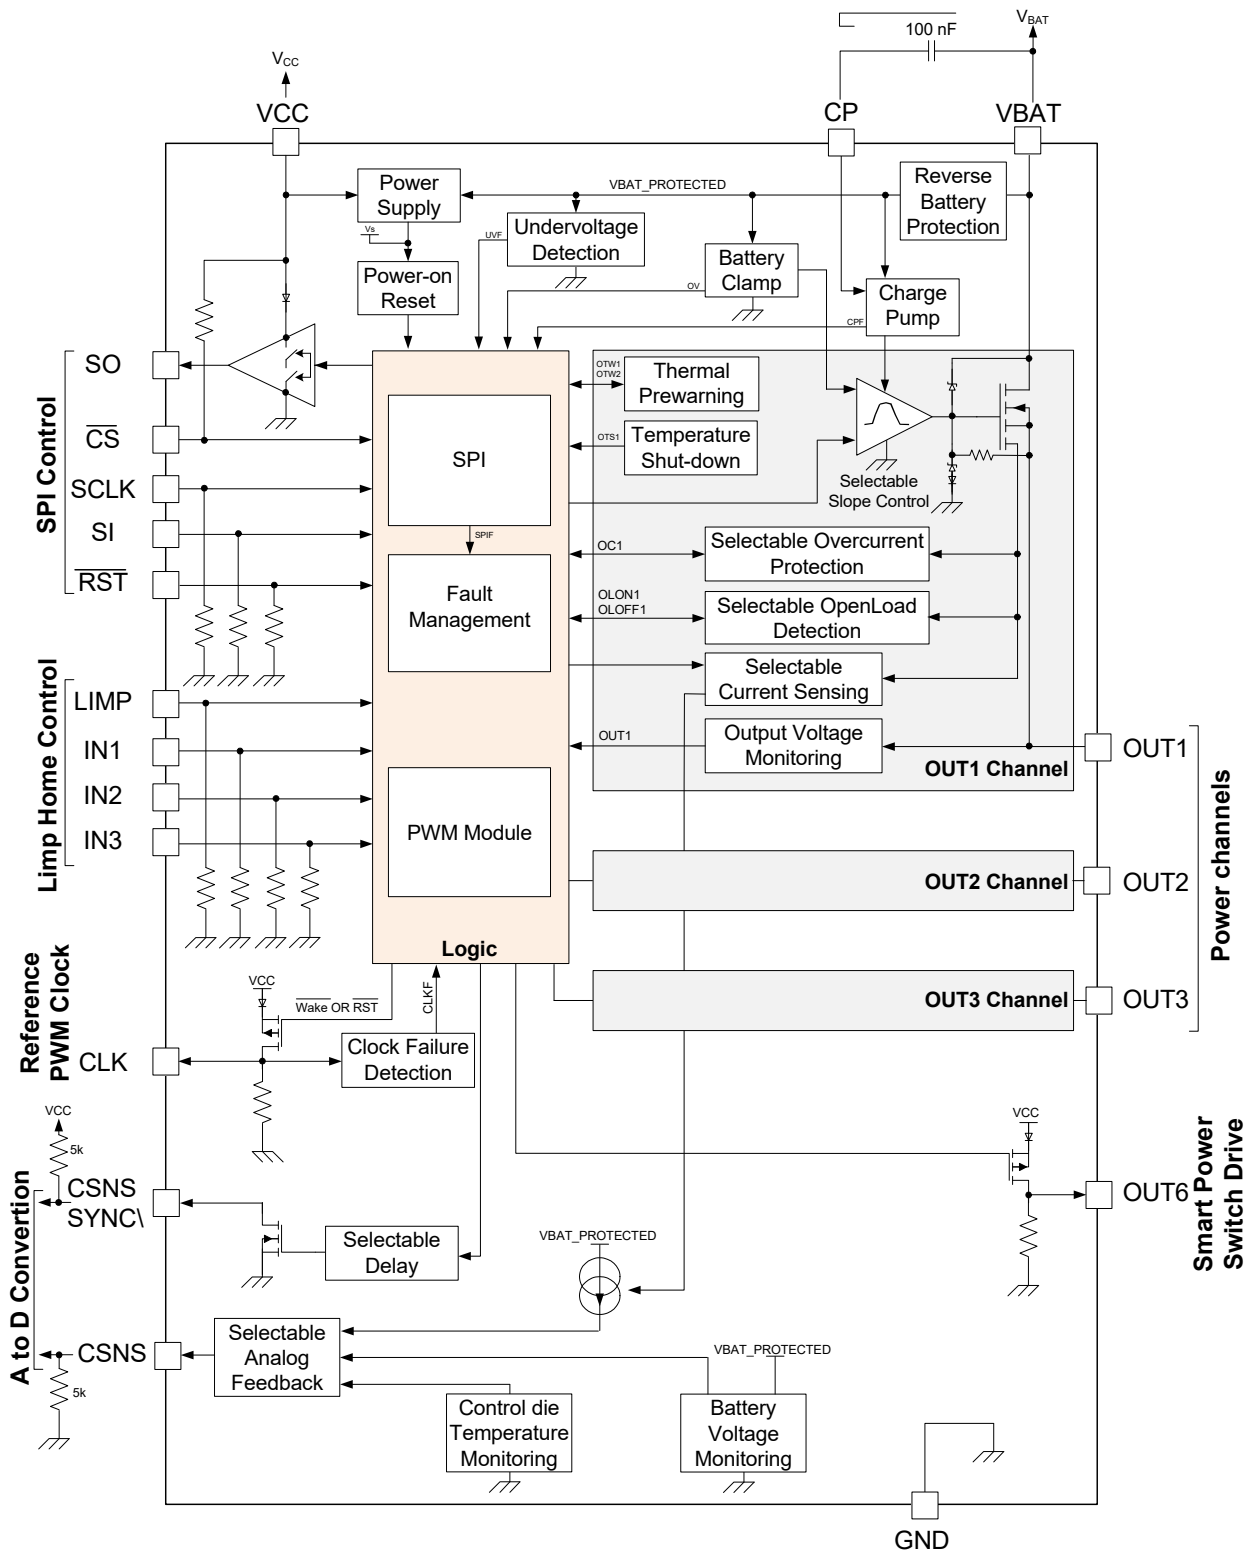 100 nF
VBAT
VCC
VCC
CP
VBAT
Power
Supply
VBAT_PROTECTED
Reverse
Battery
Protection
Vs
UVF
Undervoltage
Detection
Battery
Clamp
OV
Power-on
Reset
Charge
Pump
CPF
SPI Control
SO
CS
SCLK
SI
RST
SPI
SPIF
Fault
Management
PWM Module
Logic
OTW1
OTW2
Thermal
Prewarning
OTS1
Temperature
Shut-down
Selectable
Slope Control
OC1
Selectable Overcurrent
Protection
OLON1
OLOFF1
Selectable OpenLoad
Detection
Selectable
Current Sensing
OUT1
Output Voltage
Monitoring
OUT1 Channel
OUT2 Channel
OUT3 Channel
OUT1
OUT2
OUT3
Power channels
Limp Home Control
LIMP
IN1
IN2
IN3
Reference
PWM Clock
CLK
VCC
Wake OR RST
CLKF
Clock Failure
Detection
VCC
5k
A to D Convertion
CSNS
SYNC\
Selectable
Delay
VBAT_PROTECTED
VCC
OUT6
Smart Power
Switch Drive
CSNS
5k
Selectable
Analog
Feedback
VBAT_PROTECTED
Control die
Temperature
Monitoring
Battery
Voltage
Monitoring
GND